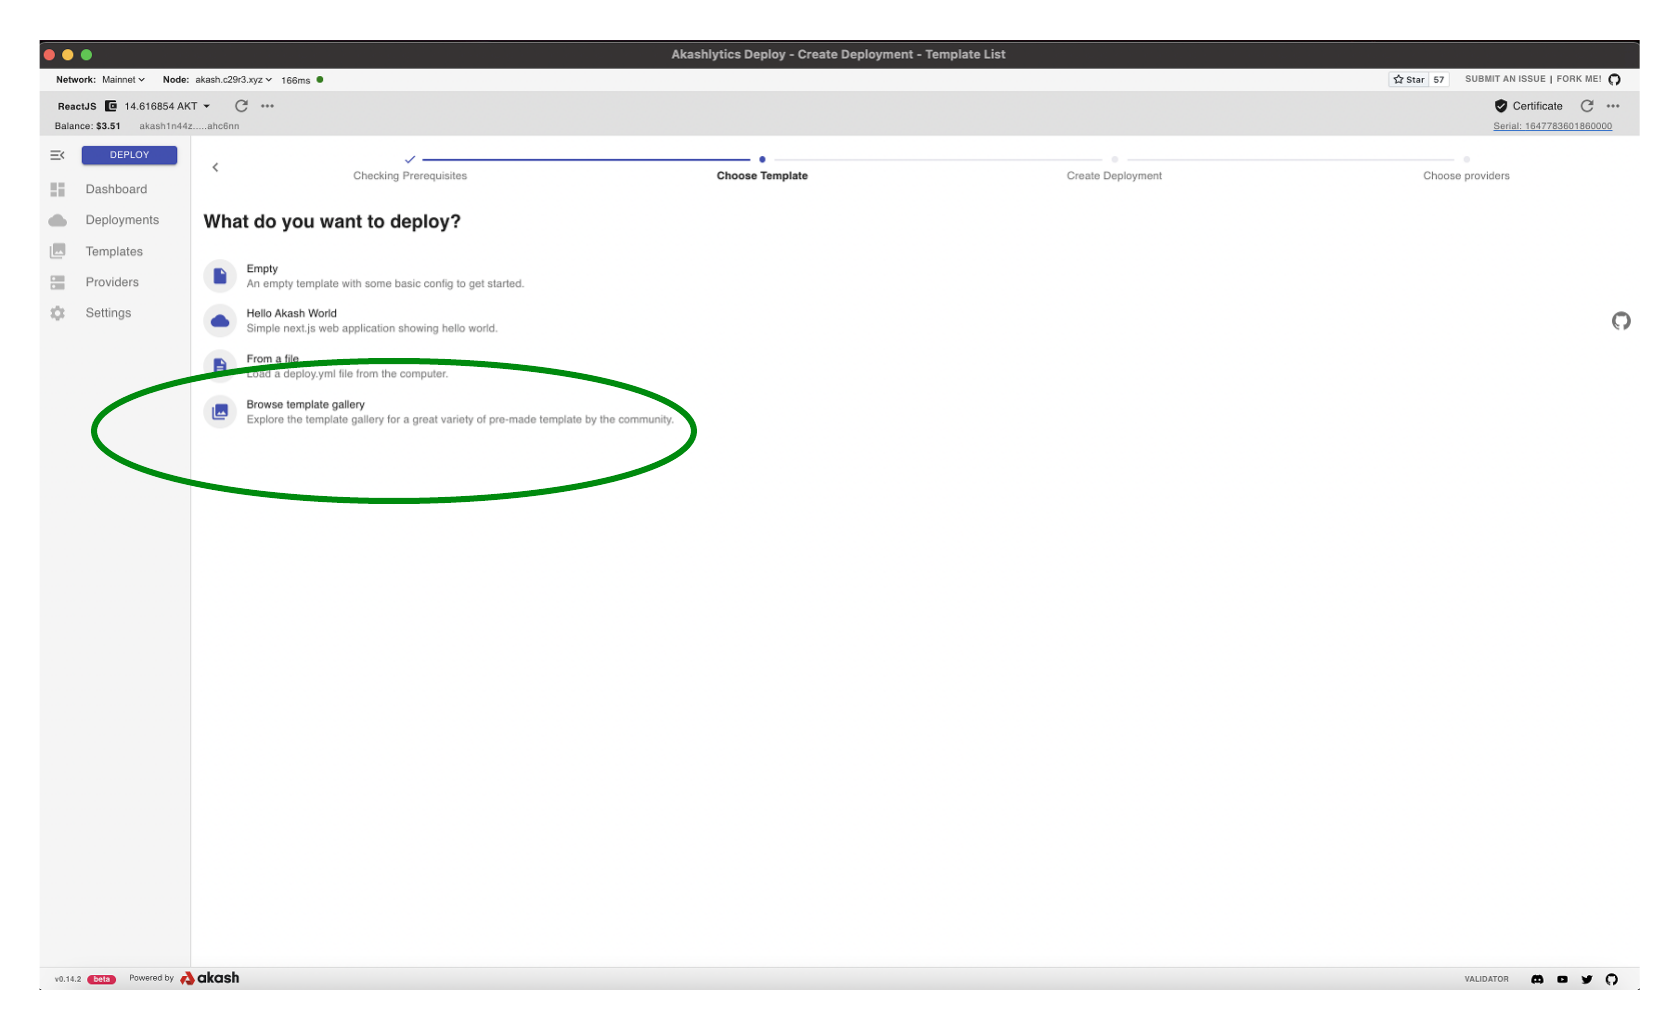 Akashlytics Deploy - Create Deployment - Template List
Network: Mainnet Node: akash.c29r3.xyz 166ms
Star 57 SUBMIT AN ISSUE | FORK ME!
ReactJS 14.616854 AKT
Certificate
Balance: $3.51 akash1n44z.....ahc6nn
Serial: 1647783601860000
DEPLOY
Dashboard
Deployments
Templates
Providers
Settings
Checking Prerequisites
Choose Template
Create Deployment
Choose providers
What do you want to deploy?
Empty
An empty template with some basic config to get started.
Hello Akash World
Simple next.js web application showing hello world.
From a file
Load a deploy.yml file from the computer.
Browse template gallery
Explore the template gallery for a great variety of pre-made template by the community.
v0.14.2 beta Powered by akash
VALIDATOR